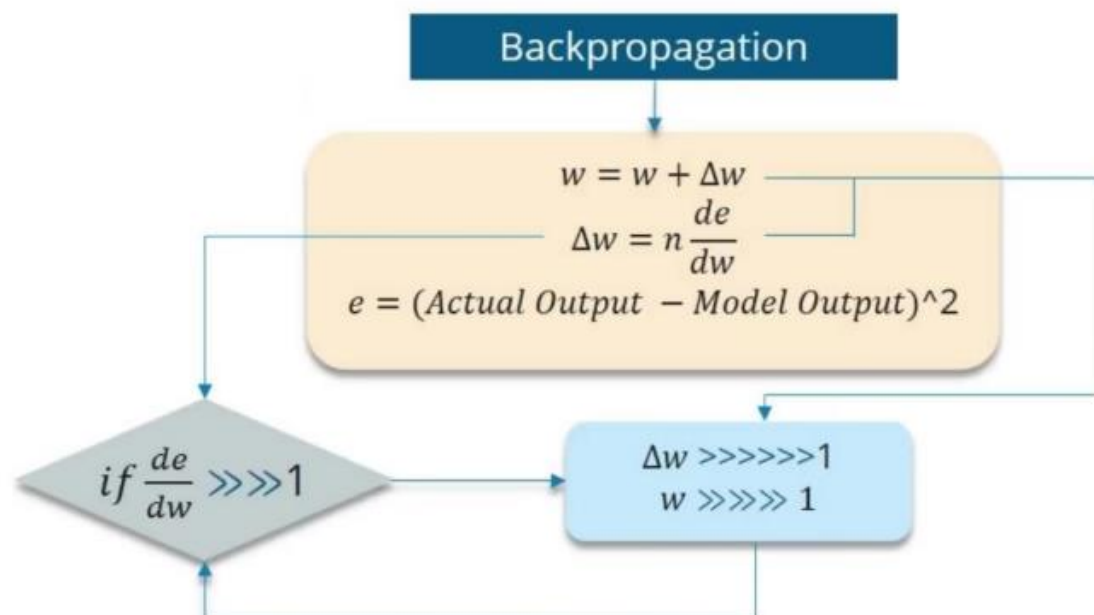 Backpropagation
w = w + Δw
Δw = n de/dw
e = (Actual Output − Model Output)^2
if de/dw ⋙⋙1
Δw >>>>>>1
w ⋙⋙ 1